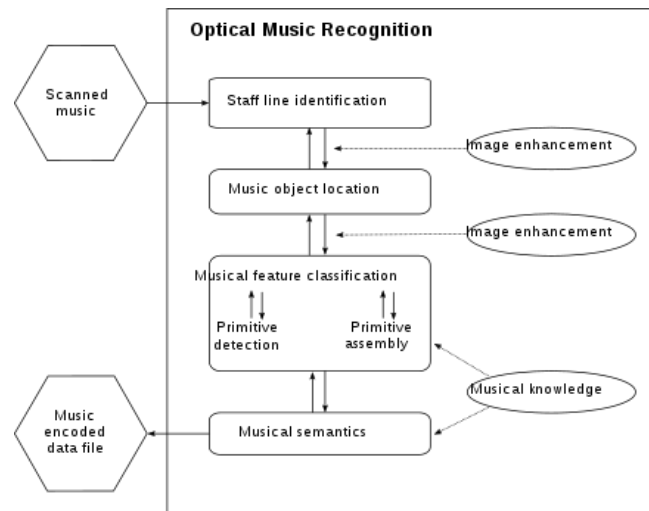 Optical Music Recognition
Scanned
music
Staff line identification
Image enhancement
Music object location
Image enhancement
Musical feature classification
Primitive
detection
Primitive
assembly
Musical knowledge
Music
encoded
data file
Musical semantics